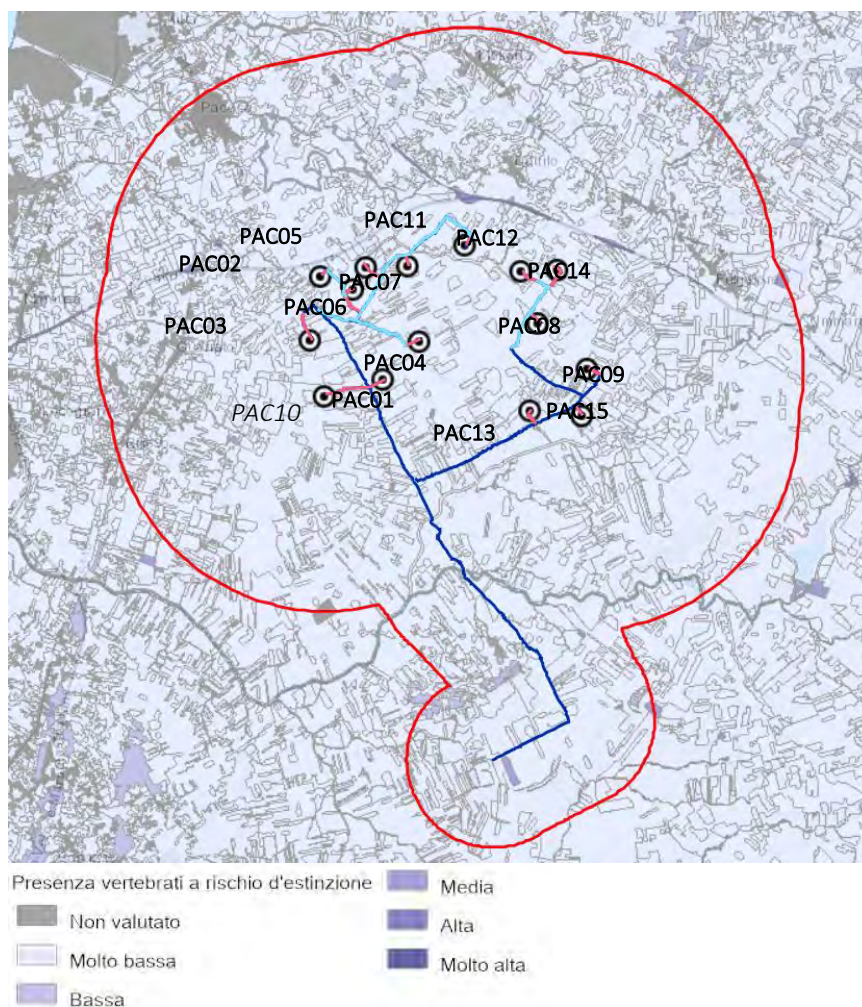 PAC11
PAC05
PAC12
PAC02
PAC07
PAC14
PAC06
PAC03
PAC08
PAC04
PAC09
PAC01
PAC10
PAC15
PAC13
Presenza vertebrati a rischio d'estinzione
Non valutato
Molto bassa
Bassa
Media
Alta
Molto alta